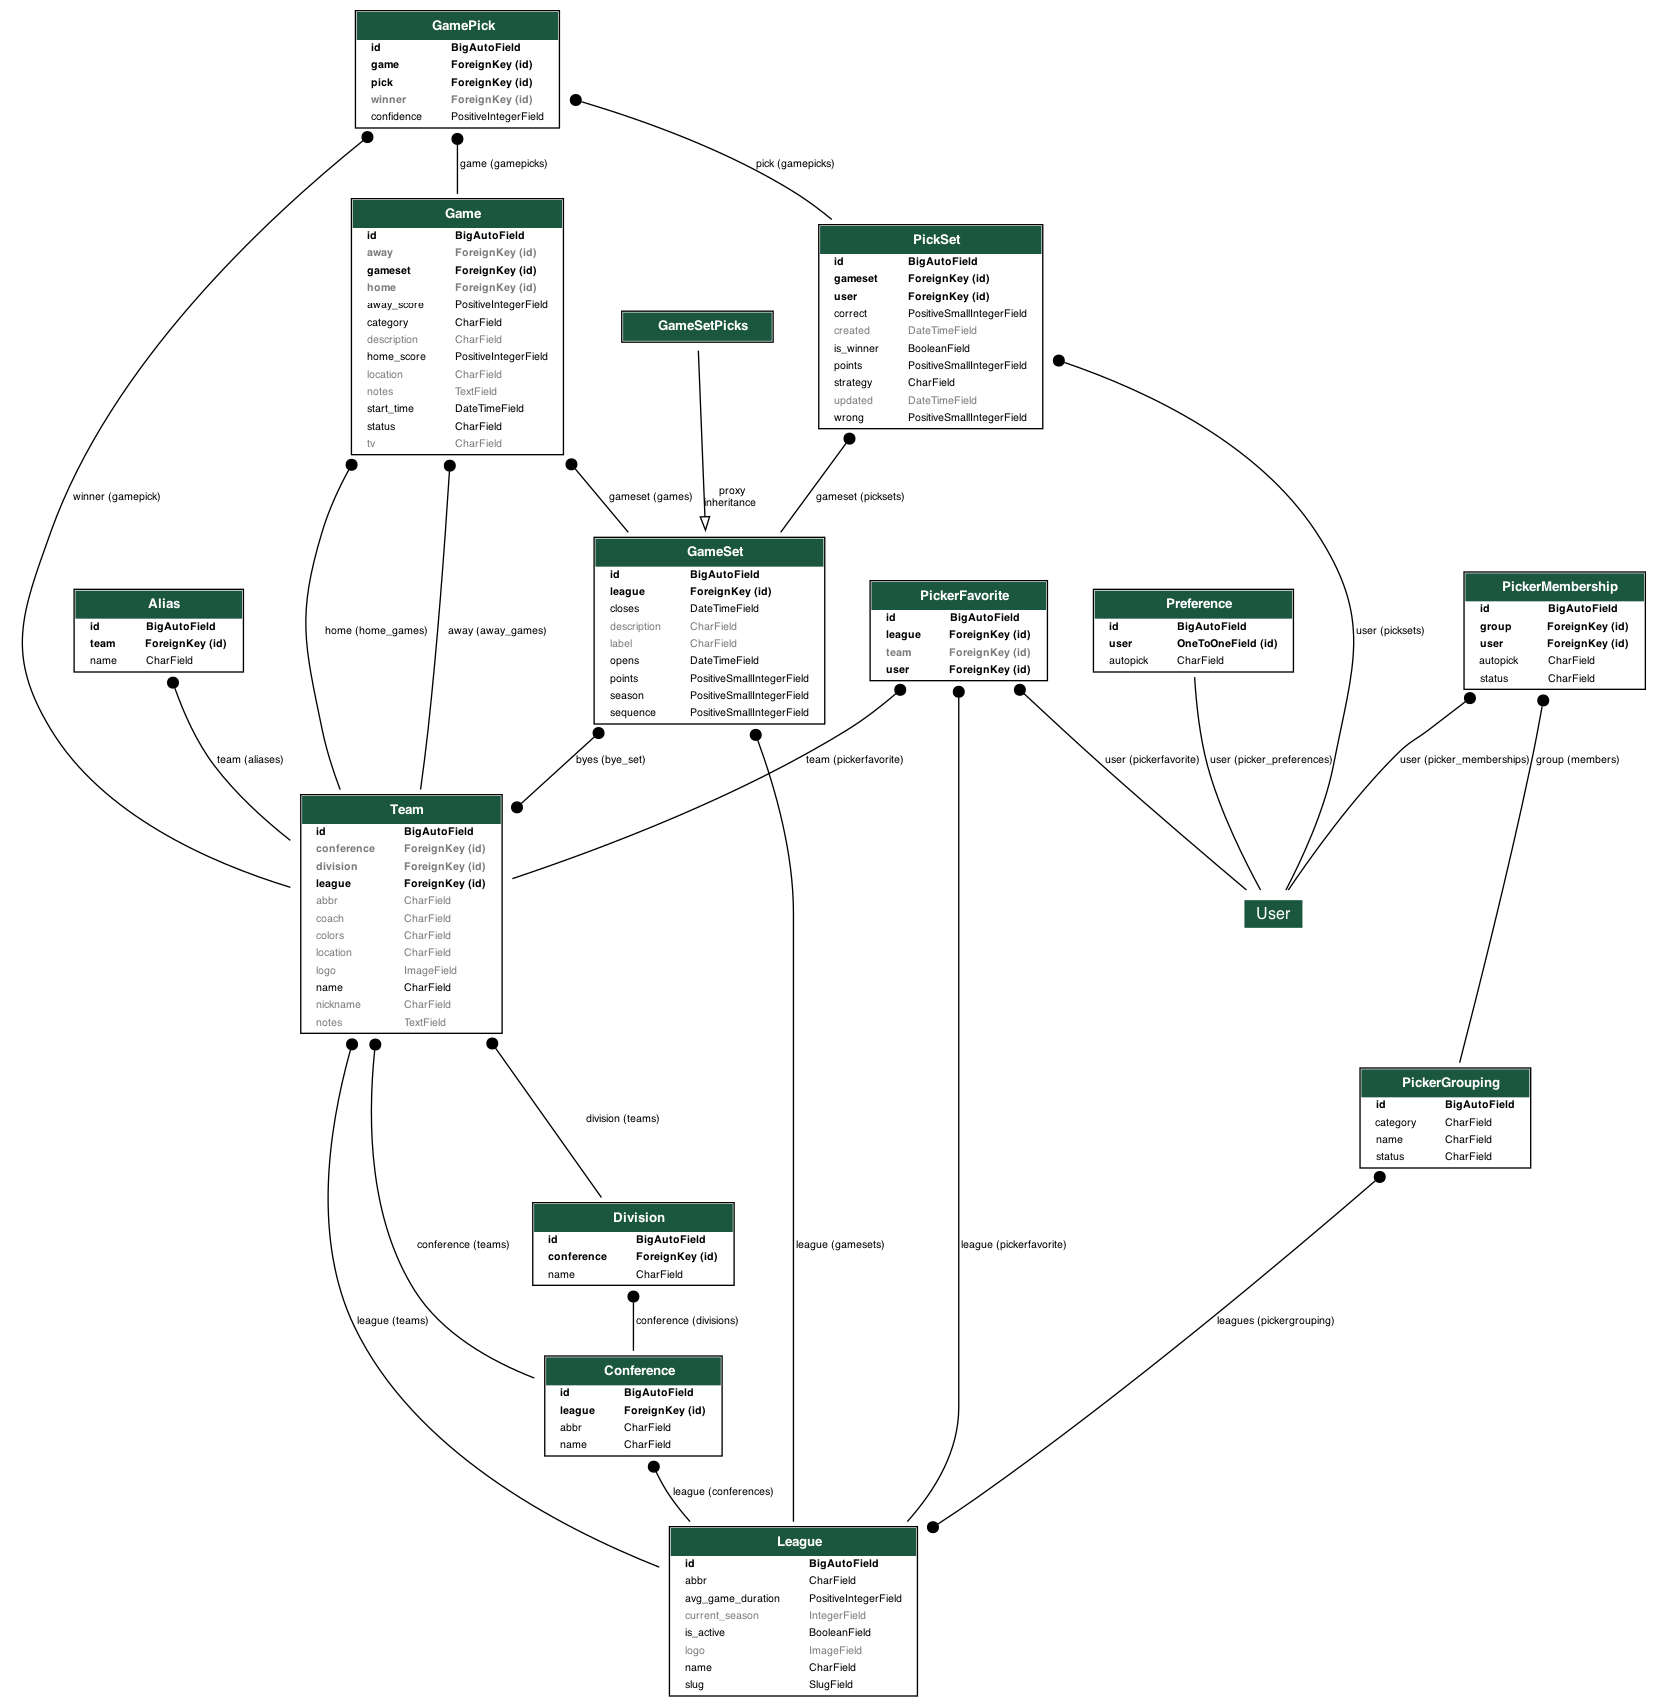 GamePick
id BigAutoField
game ForeignKey (id)
pick ForeignKey (id)
winner ForeignKey (id)
confidence PositiveIntegerField
game (gamepicks)
pick (gamepicks)
Game
id BigAutoField
away ForeignKey (id)
gameset ForeignKey (id)
home ForeignKey (id)
away_score PositiveIntegerField
category CharField
description CharField
home_score PositiveIntegerField
location CharField
notes TextField
start_time DateTimeField
status CharField
tv CharField
PickSet
id BigAutoField
gameset ForeignKey (id)
user ForeignKey (id)
correct PositiveSmallIntegerField
created DateTimeField
is_winner BooleanField
points PositiveSmallIntegerField
strategy CharField
updated DateTimeField
wrong PositiveSmallIntegerField
GameSetPicks
winner (gamepick)
gameset (games)
proxy
inheritance
gameset (picksets)
GameSet
id BigAutoField
league ForeignKey (id)
closes DateTimeField
description CharField
label CharField
opens DateTimeField
points PositiveSmallIntegerField
season PositiveSmallIntegerField
sequence PositiveSmallIntegerField
Alias
id BigAutoField
team ForeignKey (id)
name CharField
home (home_games)
away (away_games)
PickerFavorite
id BigAutoField
league ForeignKey (id)
team ForeignKey (id)
user ForeignKey (id)
Preference
id BigAutoField
user OneToOneField (id)
autopick CharField
user (picksets)
PickerMembership
id BigAutoField
group ForeignKey (id)
user ForeignKey (id)
autopick CharField
status CharField
team (aliases)
byes (bye_set)
team (pickerfavorite)
user (pickerfavorite)
user (picker_preferences)
user (picker_memberships)
group (members)
Team
id BigAutoField
conference ForeignKey (id)
division ForeignKey (id)
league ForeignKey (id)
abbr CharField
coach CharField
colors CharField
location CharField
logo ImageField
name CharField
nickname CharField
notes TextField
User
PickerGrouping
id BigAutoField
category CharField
name CharField
status CharField
division (teams)
Division
id BigAutoField
conference ForeignKey (id)
name CharField
conference (teams)
league (gamesets)
league (pickerfavorite)
league (teams)
conference (divisions)
leagues (pickergrouping)
Conference
id BigAutoField
league ForeignKey (id)
abbr CharField
name CharField
league (conferences)
League
id BigAutoField
abbr CharField
avg_game_duration PositiveIntegerField
current_season IntegerField
is_active BooleanField
logo ImageField
name CharField
slug SlugField